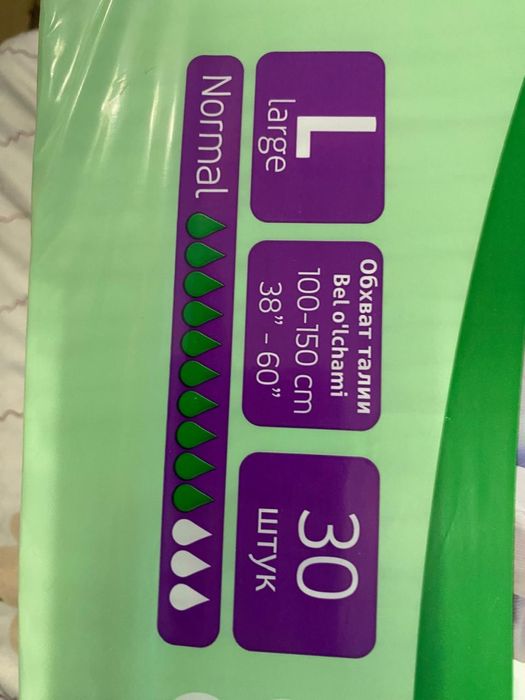 L
large
Обхват талии
Bel o'lchami
100-150 cm
38” - 60”
30
штук
Normal